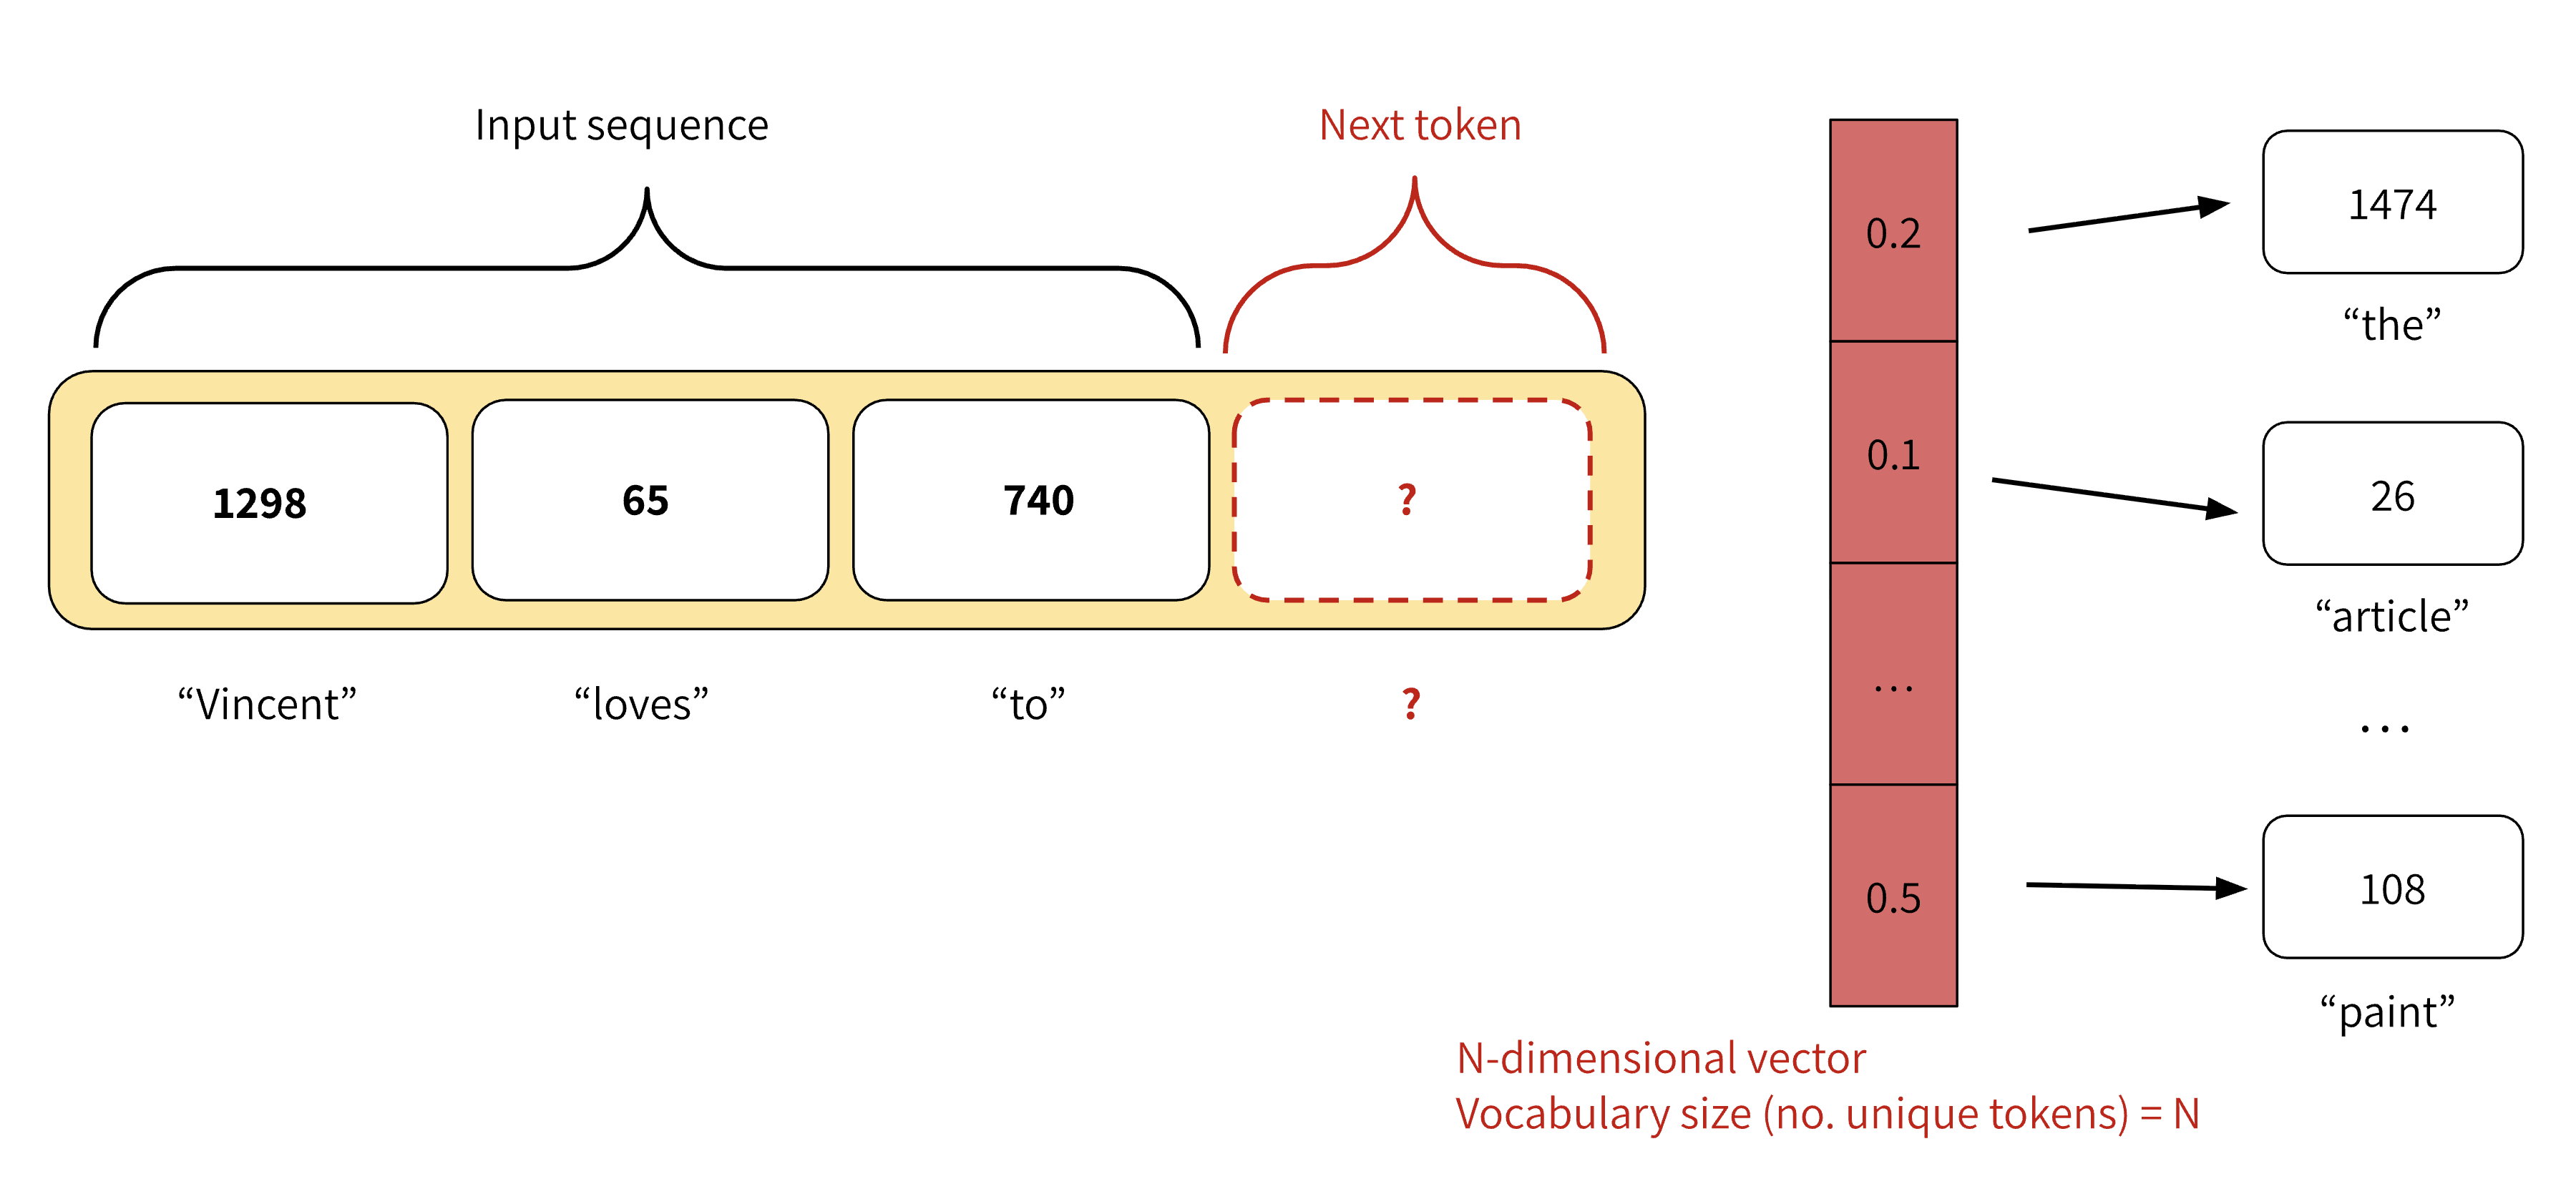 Input sequence
Next token
1298
65
740
?
“Vincent”
“loves”
“to”
?
0.2
0.1
...
0.5
1474
“the”
26
“article”
...
108
“paint”
N-dimensional vector
Vocabulary size (no. unique tokens) = N